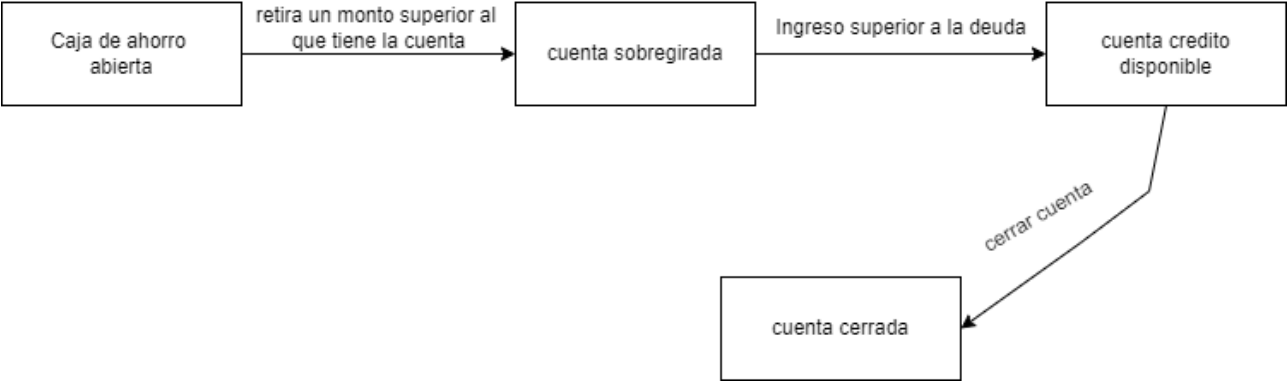 Caja de ahorro
abierta
retira un monto superior al
que tiene la cuenta
cuenta sobregirada
Ingreso superior a la deuda
cuenta credito
disponible
cerrar cuenta
cuenta cerrada